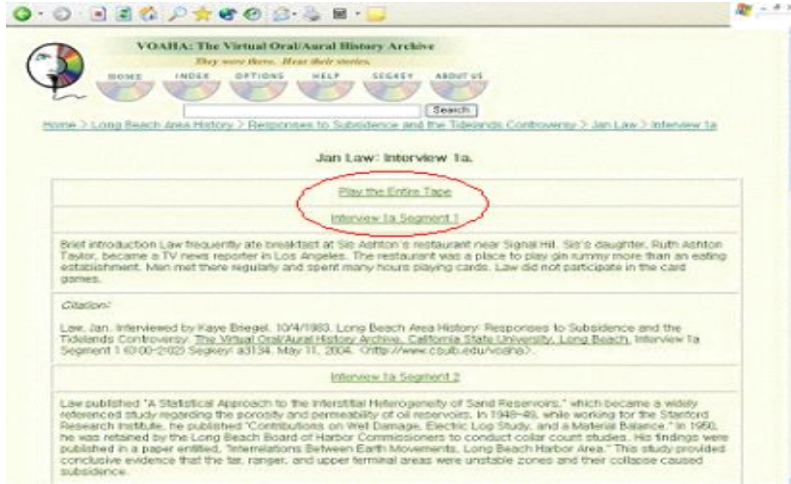 VOAHA: The Virtual Oral/Aural History Archive
They were there. Hear their stories.
HOME INDEX OPTIONS HELP SEGKEY ABOUT US
Search
Home > Long Beach Area History > Responses to Subsidence and the Tidelands Controversy > Jan Law > Interview 1a
Jan Law: Interview 1a.
Play the Entire Tape
Interview 1a Segment 1
Brief introduction Law frequently ate breakfast at Sis Ashton's restaurant near Signal Hill. Sis's daughter, Ruth Ashton
Taylor, became a TV news reporter in Los Angeles. The restaurant was a place to play gin rummy more than an eating
establishment. Men met there regularly and spent many hours playing cards. Law did not participate in the card
games.
Citation:
Law, Jan. Interviewed by Kaye Briegel. 10/4/1983. Long Beach Area History: Responses to Subsidence and the
Tidelands Controversy. The Virtual Oral/Aural History Archive, California State University, Long Beach, Interview 1a
Segment 1 (0:00-2:02) Segkey: a3134. May 11, 2004. <http://www.csulb.edu/voaha>.
Interview 1a Segment 2
Law published "A Statistical Approach to the Interstitial Heterogeneity of Sand Reservoirs," which became a widely
referenced study regarding the porosity and permeability of oil reservoirs. In 1948-49, while working for the Stanford
Research Institute, he published "Contributions on Well Damage, Electric Log Study, and a Material Balance." In 1950,
he was retained by the Long Beach Board of Harbor Commissioners to conduct collar count studies. His findings were
published in a paper entitled, "Interrelations Between Earth Movements, Long Beach Harbor Area." This study provided
conclusive evidence that the tar, ranger, and upper terminal areas were unstable zones and their collapse caused
subsidence.